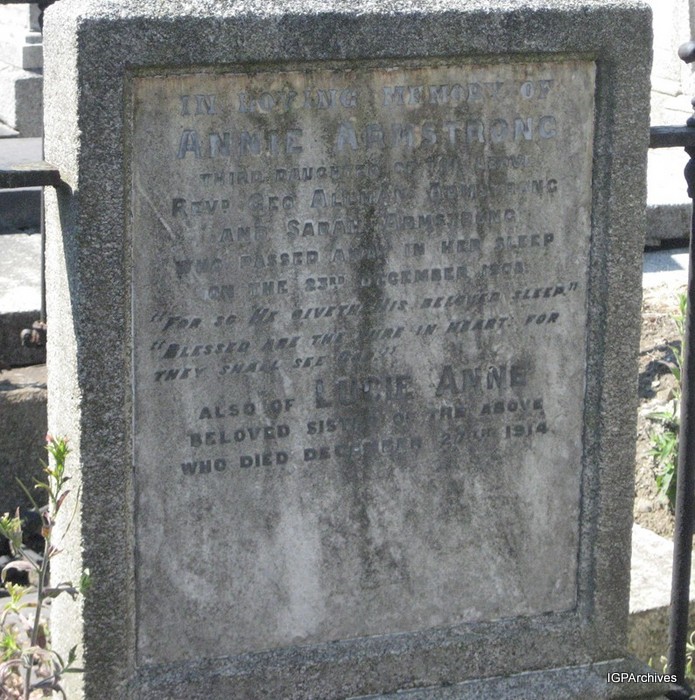 IN LOVING MEMORY OF
ANNIE ARMSTRONG
THIRD DAUGHTER OF THE LATE
REVD GEO ALLMAN ARMSTRONG
AND SARAH ARMSTRONG
WHO PASSED AWAY IN HER SLEEP
ON THE 23RD DECEMBER
"FOR SO HE GIVETH HIS BELOVED SLEEP."
"BLESSED ARE THE PURE IN HEART: FOR
THEY SHALL SEE GOD."
ALSO OF LUCIE ANNE
BELOVED SISTER OF THE ABOVE
WHO DIED DECEMBER 27TH 1914
IGPArchives